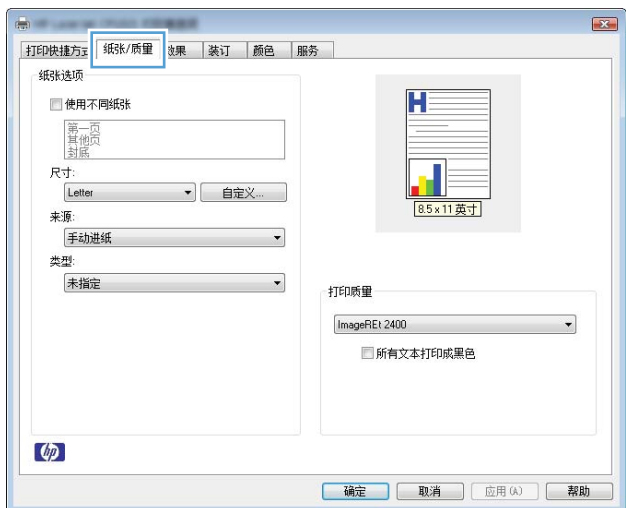 打印快捷方式
纸张/质量
效果
装订
颜色
服务
纸张选项
使用不同纸张
第一页
其他页
封底
尺寸:
Letter
自定义...
来源:
手动进纸
类型:
未指定
H
8.5 x 11 英寸
打印质量
ImageREt 2400
所有文本打印成黑色
hp
确定
取消
应用(A)
帮助